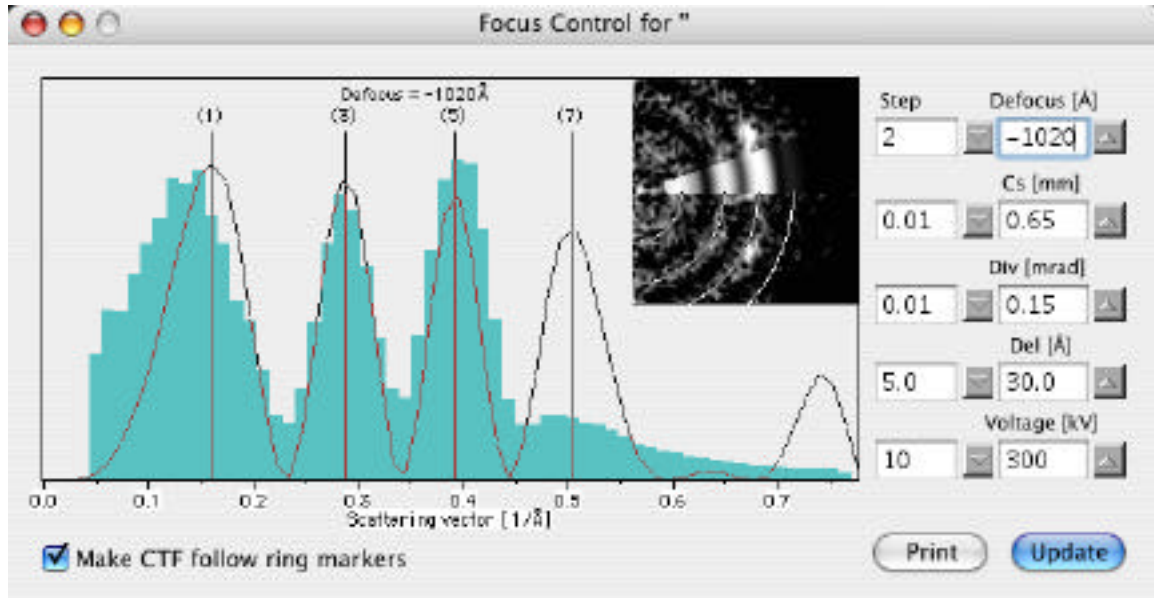 Focus Control for "
Defocus = -1020Å
(1) (3) (5) (7)
0.0 0.1 0.2 0.3 0.4 0.5 0.6 0.7
Scattering vector [1/Å]
Step Defocus [Å]
2 -1020
Cs [mm]
0.01 0.65
Div [mrad]
0.01 0.15
Del [Å]
5.0 30.0
Voltage [kV]
10 300
Make CTF follow ring markers
Print Update